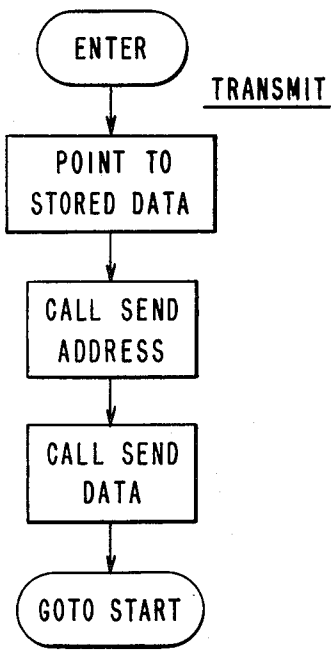 ENTER
TRANSMIT
POINT TO
STORED DATA
CALL SEND
ADDRESS
CALL SEND
DATA
GOTO START